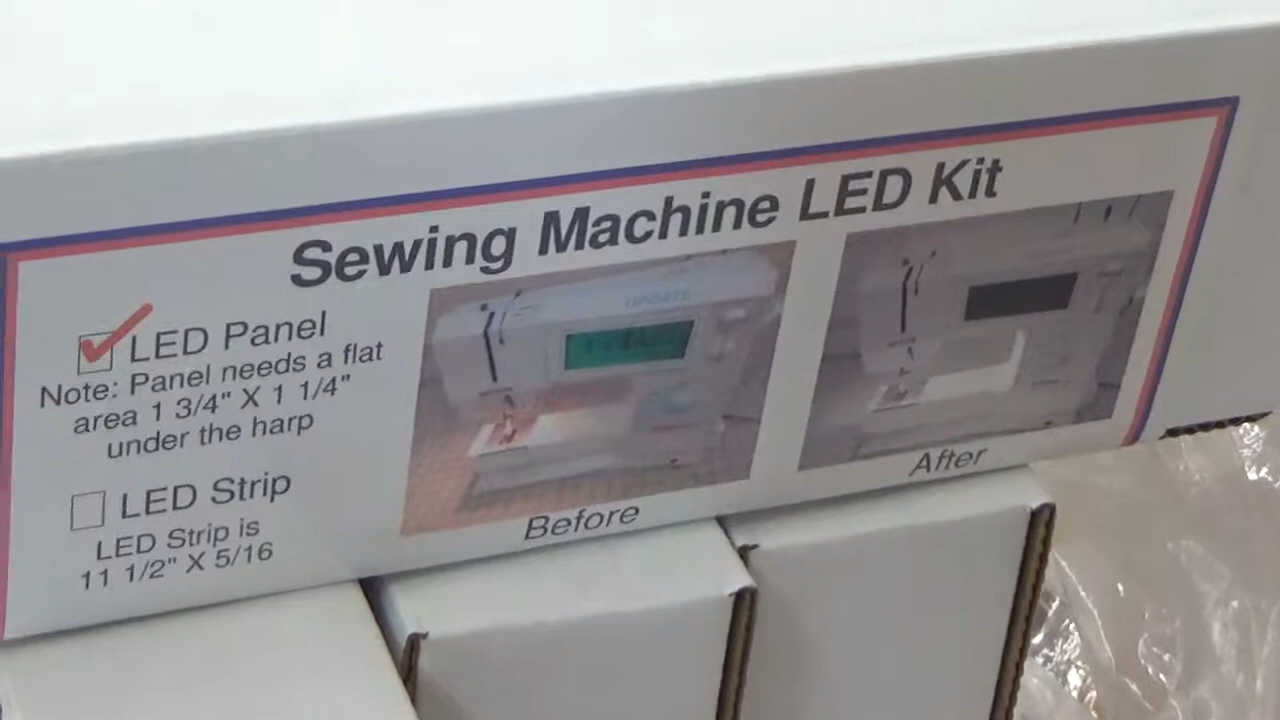 Sewing Machine LED Kit
LED Panel
Note: Panel needs a flat
area 1 3/4" X 1 1/4"
under the harp
LED Strip
LED Strip is
11 1/2" X 5/16
UPDATE
Before
After